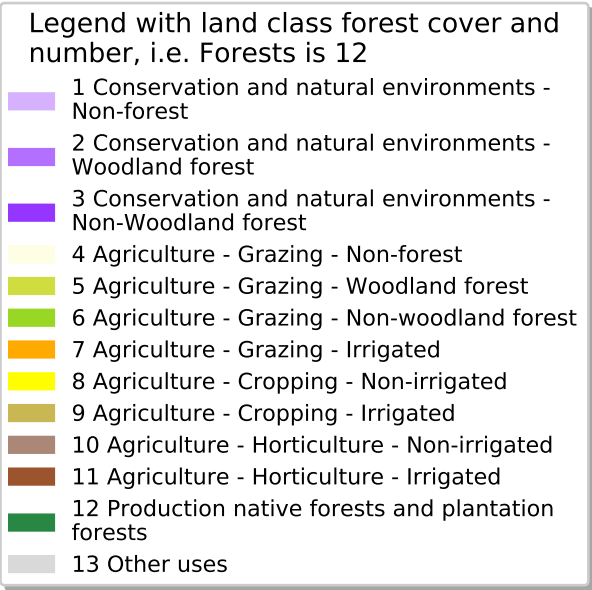 Legend with land class forest cover and
number, i.e. Forests is 12
1 Conservation and natural environments -
Non-forest
2 Conservation and natural environments -
Woodland forest
3 Conservation and natural environments -
Non-Woodland forest
4 Agriculture - Grazing - Non-forest
5 Agriculture - Grazing - Woodland forest
6 Agriculture - Grazing - Non-woodland forest
7 Agriculture - Grazing - Irrigated
8 Agriculture - Cropping - Non-irrigated
9 Agriculture - Cropping - Irrigated
10 Agriculture - Horticulture - Non-irrigated
11 Agriculture - Horticulture - Irrigated
12 Production native forests and plantation
forests
13 Other uses